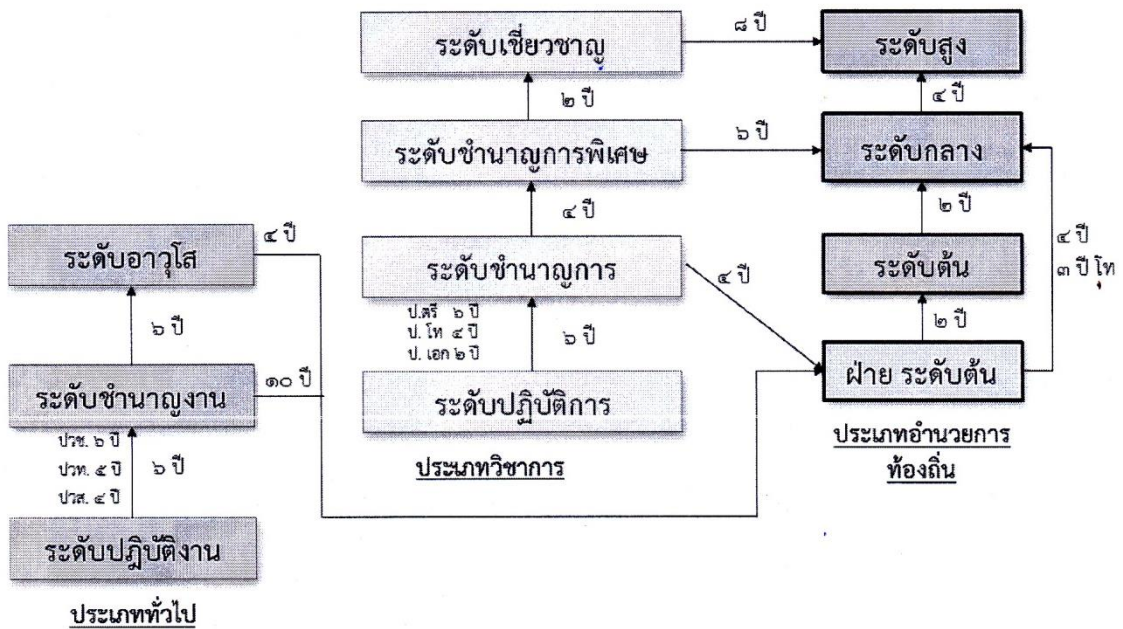 ระดับเชี่ยวชาญ
๘ ปี
ระดับสูง
๒ ปี
๔ ปี
ระดับชำนาญการพิเศษ
๖ ปี
ระดับกลาง
๔ ปี
๒ ปี
ระดับอาวุโส
๔ ปี
ระดับชำนาญการ
๔ ปี
ระดับต้น
๔ ปี
๓ ปี โท
๖ ปี
ป.ตรี ๖ ปี
ป. โท ๔ ปี
ป. เอก ๒ ปี
๖ ปี
๒ ปี
ระดับชำนาญงาน
๑๐ ปี
ระดับปฏิบัติการ
ฝ่าย ระดับต้น
ปวช. ๖ ปี
ปวท. ๕ ปี
ปวส. ๔ ปี
๖ ปี
ประเภทวิชาการ
ประเภทอำนวยการ
ท้องถิ่น
ระดับปฏิบัติงาน
ประเภททั่วไป